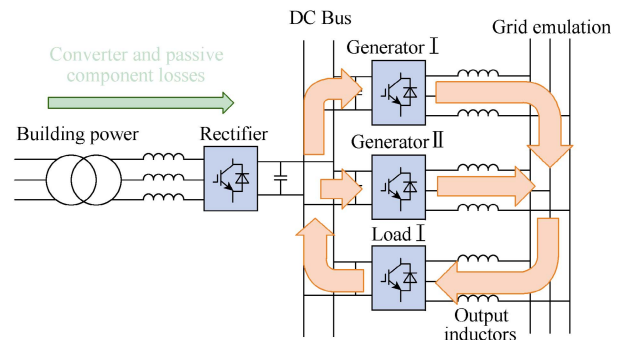 DC Bus
Grid emulation
Generator Ⅰ
Converter and passive
component losses
Building power
Rectifier
Generator Ⅱ
Load Ⅰ
Output
inductors